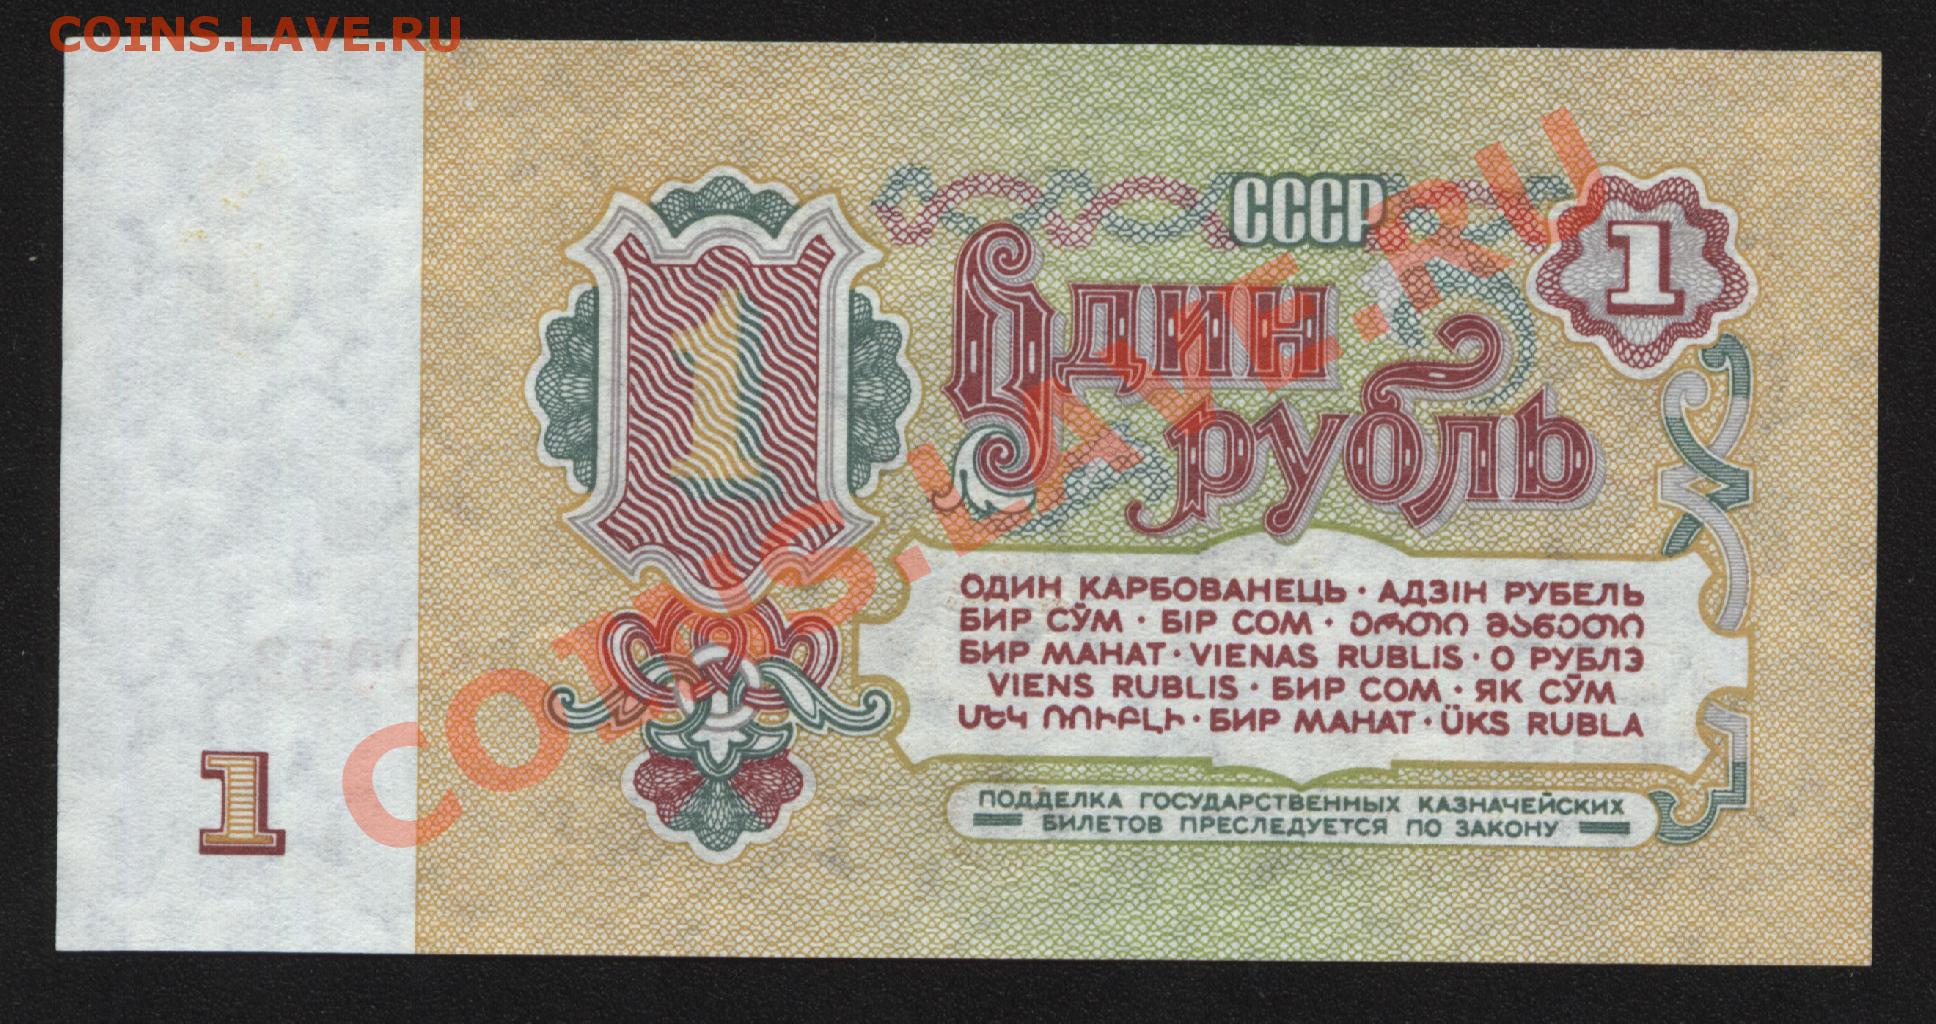 COINS.LAVE.RU
СССР
1
1
Один
рубль
COINS.LAVE.RU
ОДИН КАРБОВАНЕЦЬ · АДЗІН РУБЕЛЬ
БИР СЎМ · БІР СОМ · ᲔᲠᲗᲘ ᲛᲐᲜᲔᲗᲘ
БИР МАНАТ · VIENAS RUBLIS · О РУБЛЭ
VIENS RUBLIS · БИР СОМ · ЯК СӮМ
ՄԵԿ ՌՈՒԲԼԻ · БИР МАНАТ · ÜKS RUBLA
1
ПОДДЕЛКА ГОСУДАРСТВЕННЫХ КАЗНАЧЕЙСКИХ
БИЛЕТОВ ПРЕСЛЕДУЕТСЯ ПО ЗАКОНУ